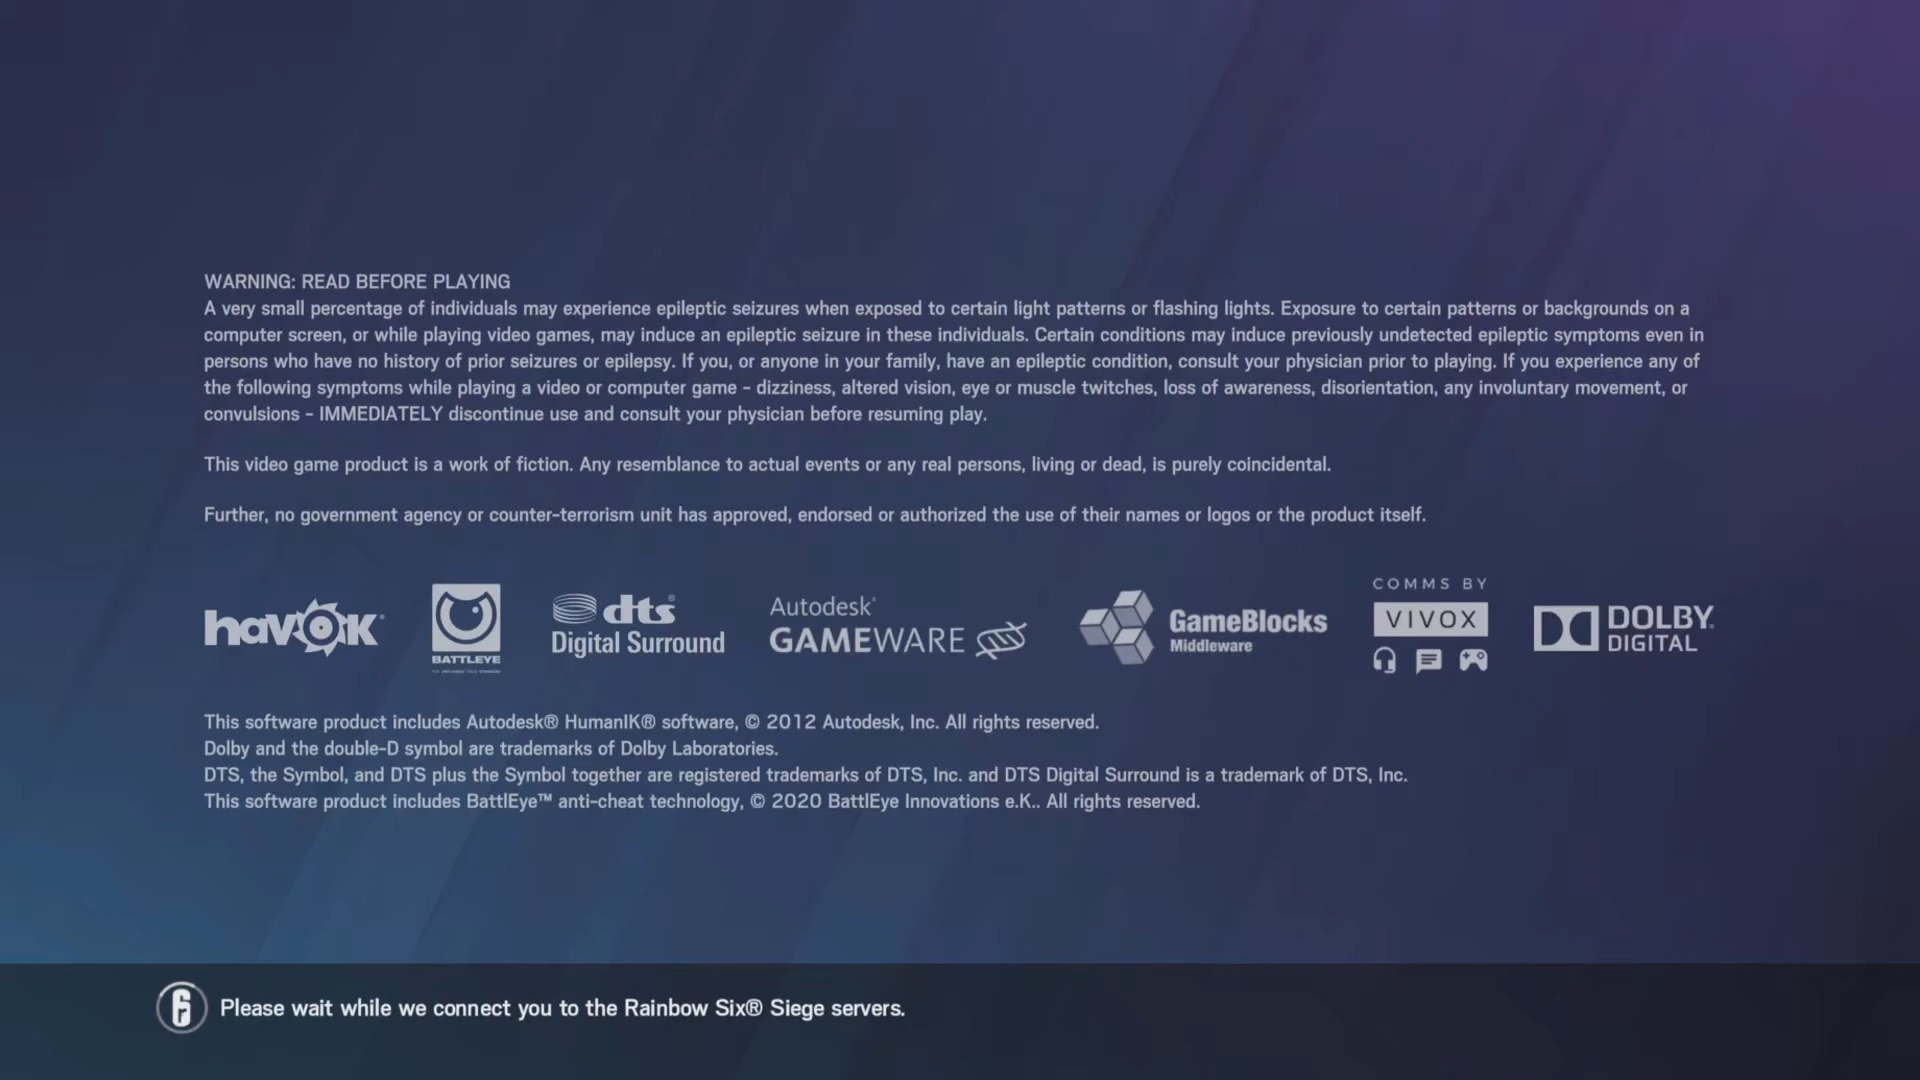 WARNING: READ BEFORE PLAYING
A very small percentage of individuals may experience epileptic seizures when exposed to certain light patterns or flashing lights. Exposure to certain patterns or backgrounds on a
computer screen, or while playing video games, may induce an epileptic seizure in these individuals. Certain conditions may induce previously undetected epileptic symptoms even in
persons who have no history of prior seizures or epilepsy. If you, or anyone in your family, have an epileptic condition, consult your physician prior to playing. If you experience any of
the following symptoms while playing a video or computer game - dizziness, altered vision, eye or muscle twitches, loss of awareness, disorientation, any involuntary movement, or
convulsions - IMMEDIATELY discontinue use and consult your physician before resuming play.
This video game product is a work of fiction. Any resemblance to actual events or any real persons, living or dead, is purely coincidental.
Further, no government agency or counter-terrorism unit has approved, endorsed or authorized the use of their names or logos or the product itself.
havok
BATTLEYE
dts®
Digital Surround
Autodesk®
GAMEWARE
GameBlocks
Middleware
COMMS BY
VIVOX
DOLBY®
DIGITAL
This software product includes Autodesk® HumanIK® software, © 2012 Autodesk, Inc. All rights reserved.
Dolby and the double-D symbol are trademarks of Dolby Laboratories.
DTS, the Symbol, and DTS plus the Symbol together are registered trademarks of DTS, Inc. and DTS Digital Surround is a trademark of DTS, Inc.
This software product includes BattlEye™ anti-cheat technology, © 2020 BattlEye Innovations e.K.. All rights reserved.
Please wait while we connect you to the Rainbow Six® Siege servers.